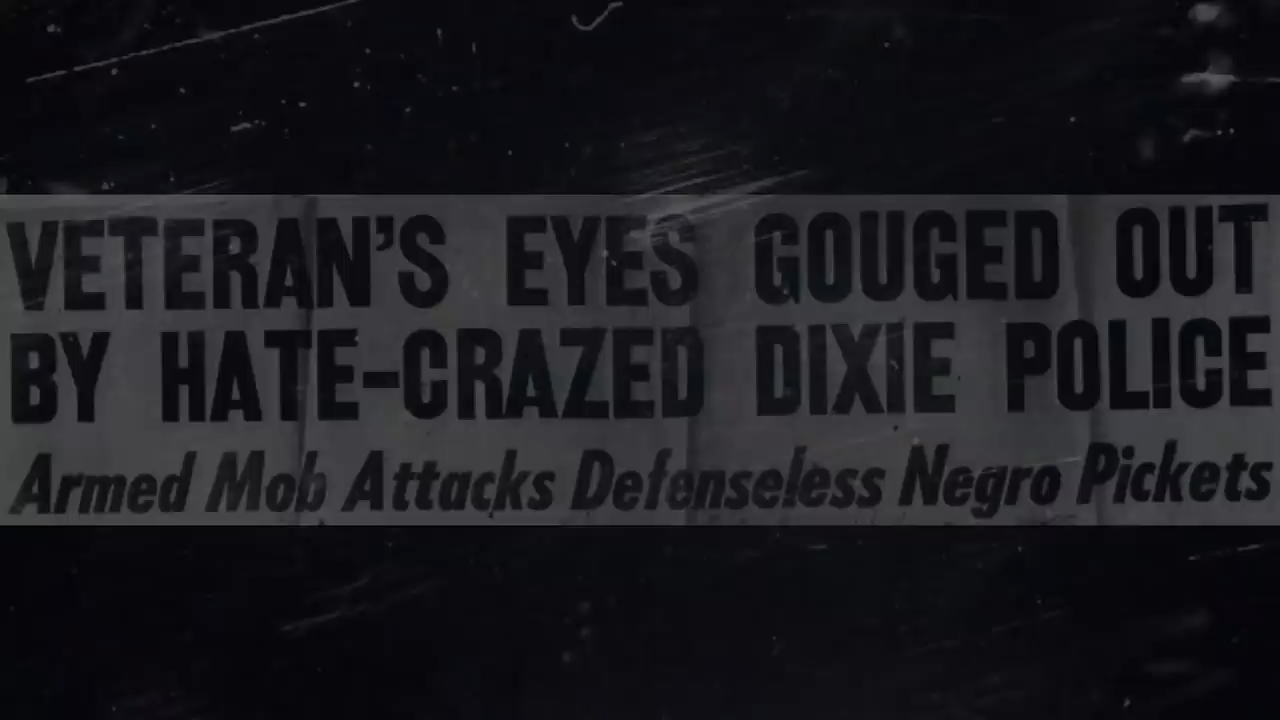 VETERAN'S EYES GOUGED OUT
BY HATE-CRAZED DIXIE POLICE
Armed Mob Attacks Defenseless Negro Pickets